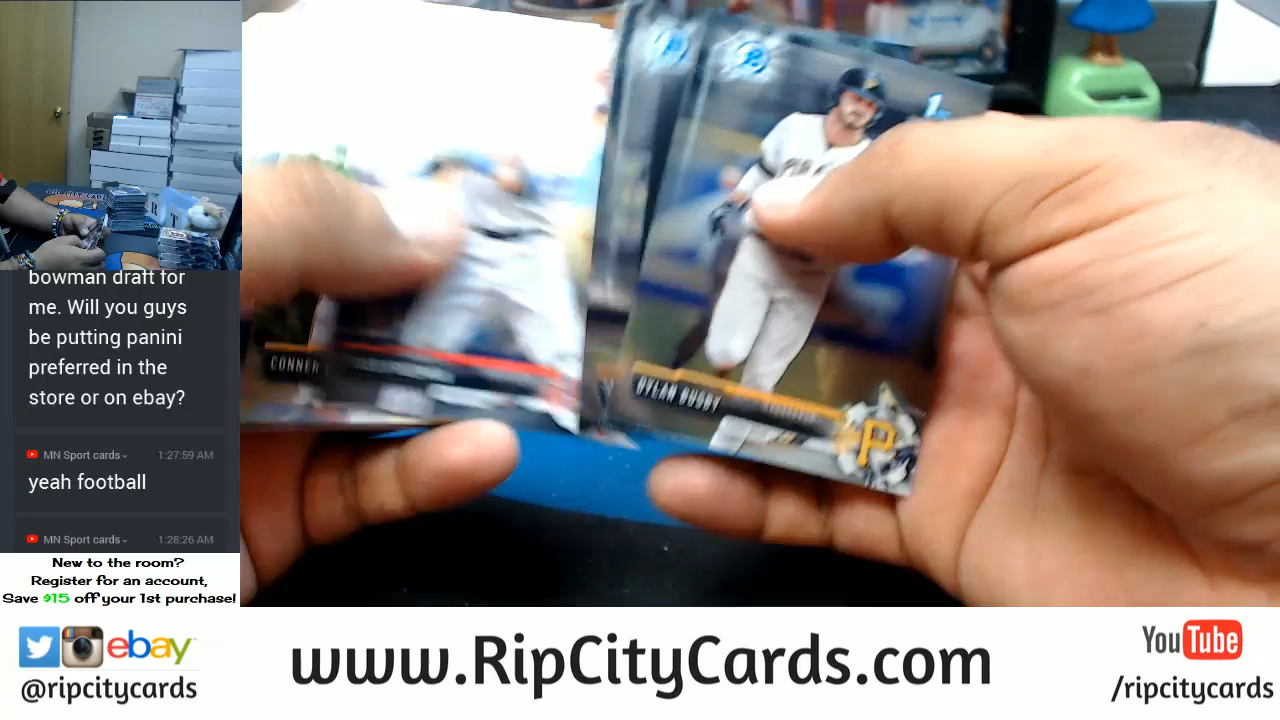 bowman draft for
me. Will you guys
be putting panini
preferred in the
store or on ebay?
MN Sport cards 1:27:59 AM
yeah football
MN Sport cards 1:28:26 AM
New to the room?
Register for an account,
Save $15 off your 1st purchase!
CONNER
DYLAN BUSBY
P
1st
ebay
@ripcitycards
www.RipCityCards.com
YouTube
/ripcitycards